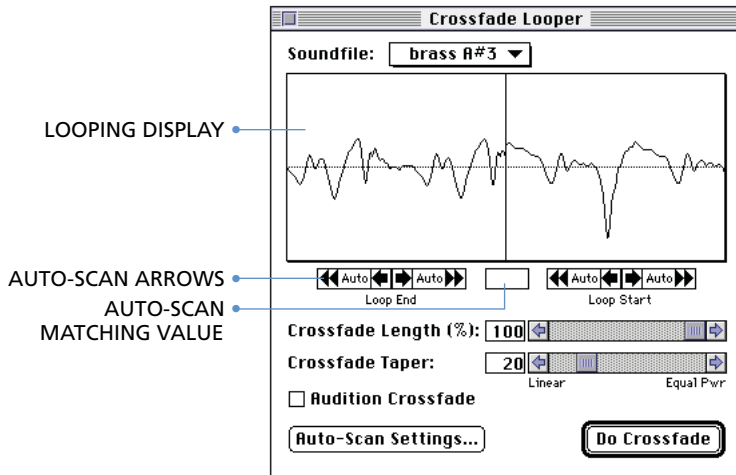 Crossfade Looper
Soundfile: brass A#3
LOOPING DISPLAY
AUTO-SCAN ARROWS
Auto Auto
Auto Auto
Loop End
Loop Start
AUTO-SCAN
MATCHING VALUE
Crossfade Length (%): 100
Crossfade Taper: 20
Linear
Equal Pwr
Audition Crossfade
Auto-Scan Settings...
Do Crossfade